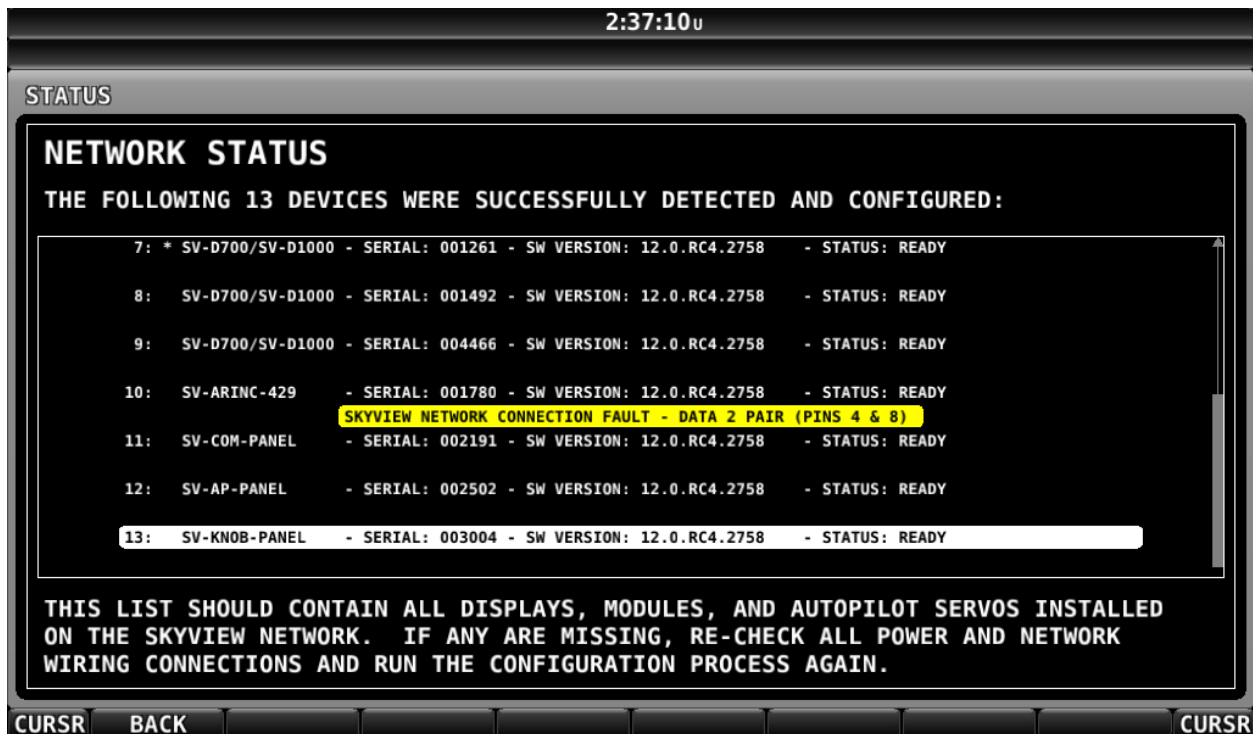 2:37:10U
STATUS
NETWORK STATUS
THE FOLLOWING 13 DEVICES WERE SUCCESSFULLY DETECTED AND CONFIGURED:
7: * SV-D700/SV-D1000 - SERIAL: 001261 - SW VERSION: 12.0.RC4.2758 - STATUS: READY
8: SV-D700/SV-D1000 - SERIAL: 001492 - SW VERSION: 12.0.RC4.2758 - STATUS: READY
9: SV-D700/SV-D1000 - SERIAL: 004466 - SW VERSION: 12.0.RC4.2758 - STATUS: READY
10: SV-ARINC-429 - SERIAL: 001780 - SW VERSION: 12.0.RC4.2758 - STATUS: READY
SKYVIEW NETWORK CONNECTION FAULT - DATA 2 PAIR (PINS 4 & 8)
11: SV-COM-PANEL - SERIAL: 002191 - SW VERSION: 12.0.RC4.2758 - STATUS: READY
12: SV-AP-PANEL - SERIAL: 002502 - SW VERSION: 12.0.RC4.2758 - STATUS: READY
13: SV-KNOB-PANEL - SERIAL: 003004 - SW VERSION: 12.0.RC4.2758 - STATUS: READY
THIS LIST SHOULD CONTAIN ALL DISPLAYS, MODULES, AND AUTOPILOT SERVOS INSTALLED
ON THE SKYVIEW NETWORK. IF ANY ARE MISSING, RE-CHECK ALL POWER AND NETWORK
WIRING CONNECTIONS AND RUN THE CONFIGURATION PROCESS AGAIN.
CURSR BACK CURSR